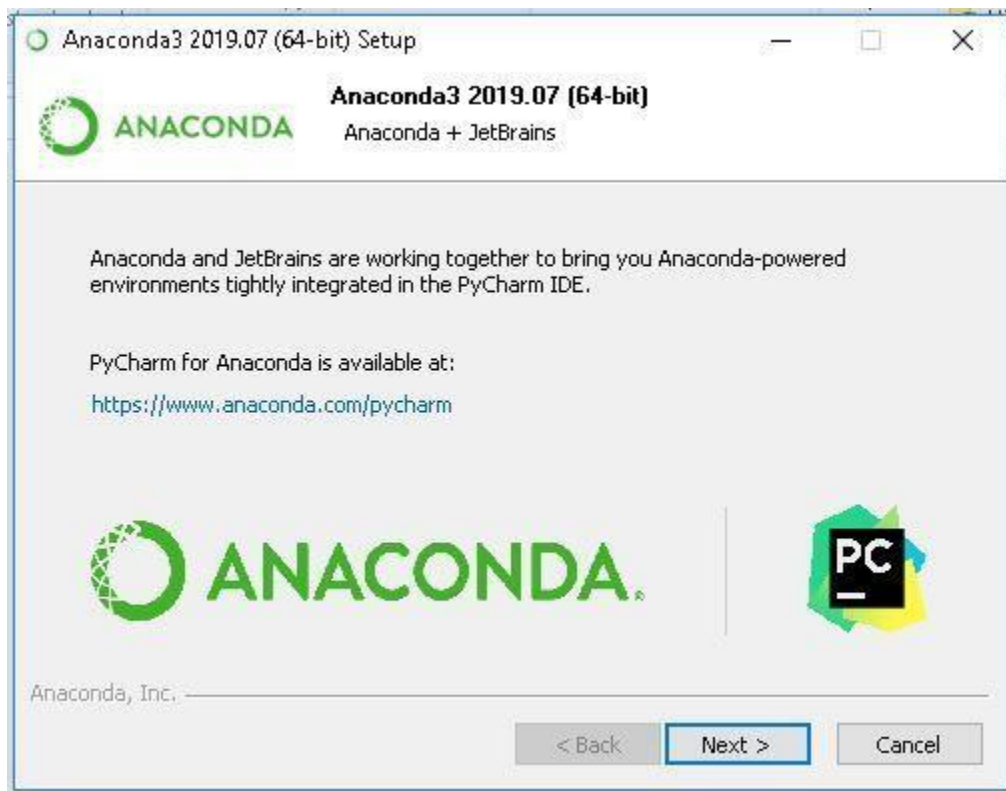 Anaconda3 2019.07 (64-bit) Setup
ANACONDA
Anaconda3 2019.07 (64-bit)
Anaconda + JetBrains
Anaconda and JetBrains are working together to bring you Anaconda-powered
environments tightly integrated in the PyCharm IDE.
PyCharm for Anaconda is available at:
https://www.anaconda.com/pycharm
ANACONDA.
PC
Anaconda, Inc.
< Back Next > Cancel